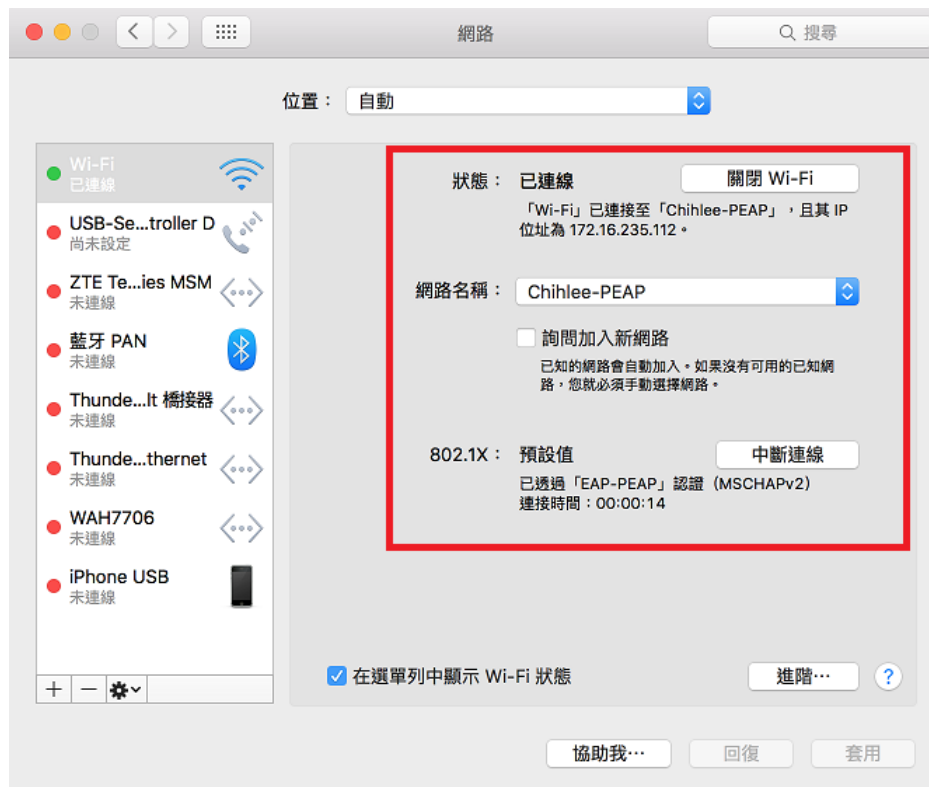 網路
搜尋
位置： 自動
Wi-Fi
已連線
USB-Se...troller D
尚未設定
ZTE Te...ies MSM
未連線
藍牙 PAN
未連線
Thunde...lt 橋接器
未連線
Thunde...thernet
未連線
WAH7706
未連線
iPhone USB
未連線
狀態： 已連線 關閉 Wi-Fi
「Wi-Fi」已連接至「Chihlee-PEAP」，且其 IP
位址為 172.16.235.112。
網路名稱： Chihlee-PEAP
詢問加入新網路
已知的網路會自動加入。如果沒有可用的已知網
路，您就必須手動選擇網路。
802.1X： 預設值 中斷連線
已透過「EAP-PEAP」認證（MSCHAPv2）
連接時間：00:00:14
在選單列中顯示 Wi-Fi 狀態 進階⋯ ?
協助我⋯ 回復 套用